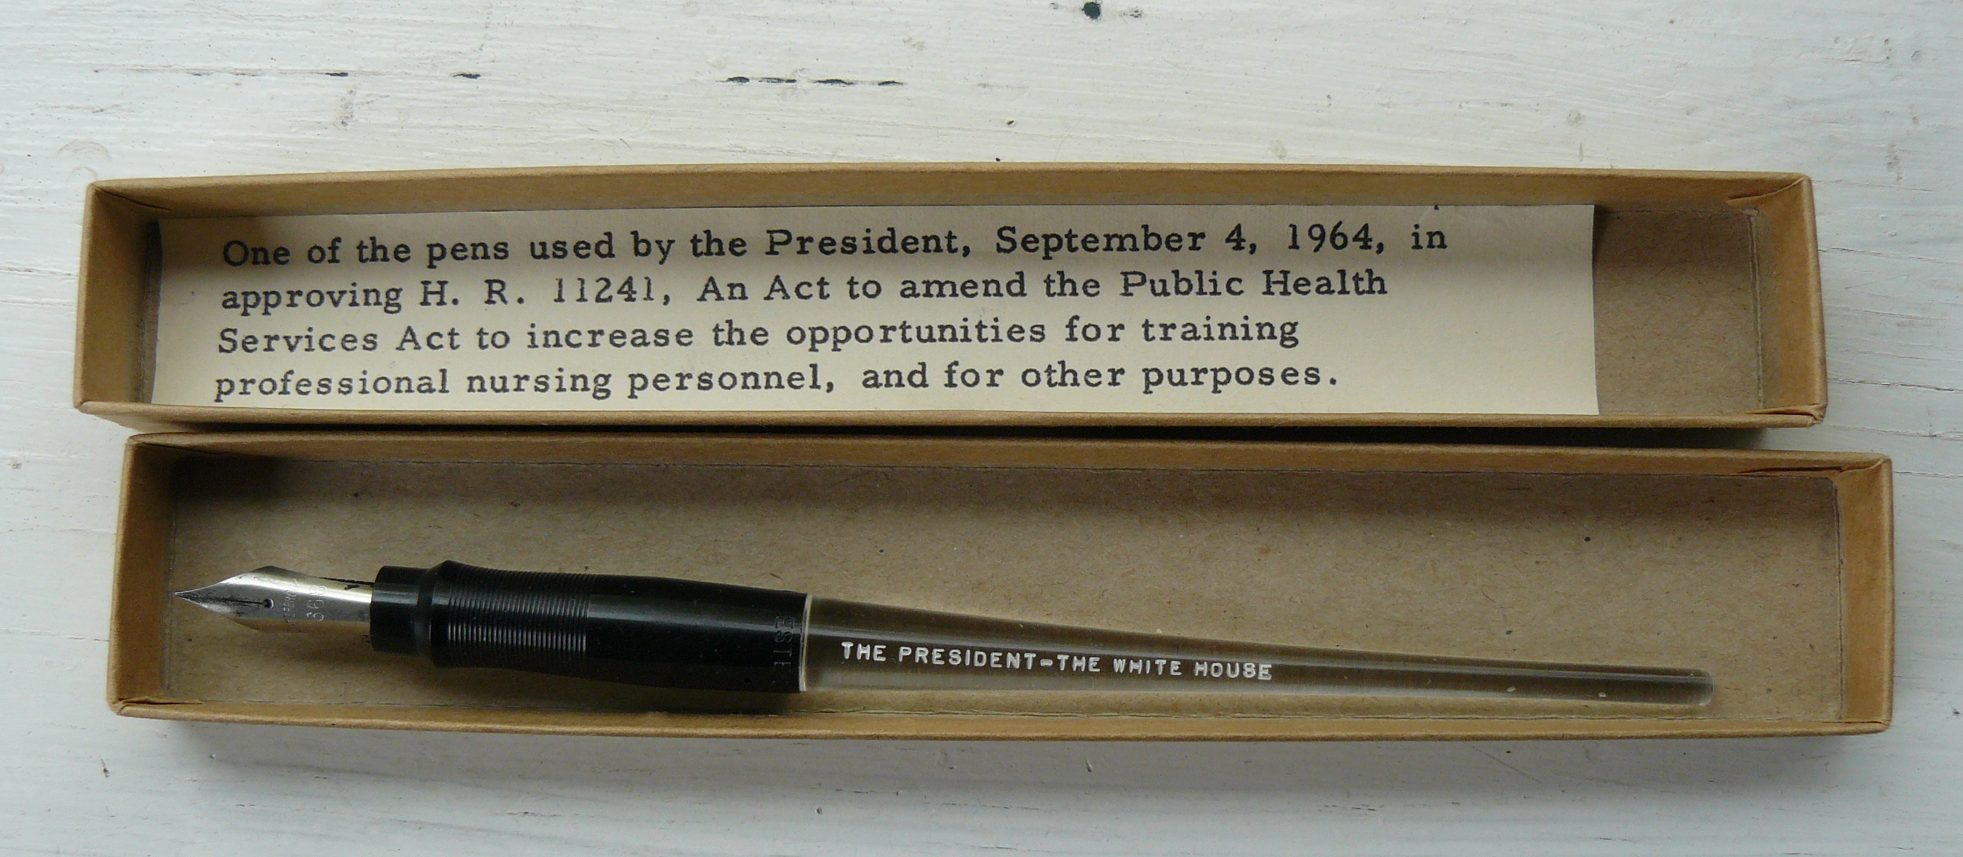 One of the pens used by the President, September 4, 1964, in
approving H. R. 11241, An Act to amend the Public Health
Services Act to increase the opportunities for training
professional nursing personnel, and for other purposes.
THE PRESIDENT-THE WHITE HOUSE